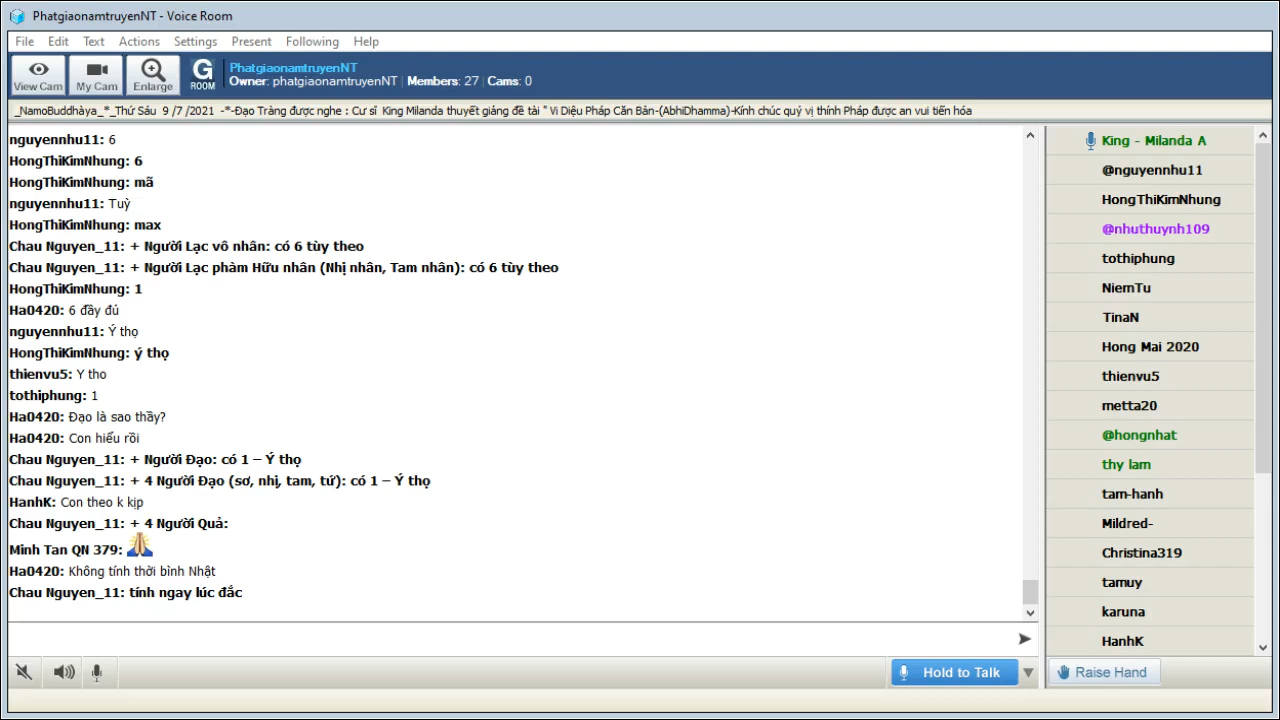 PhatgiaonamtruyenNT - Voice Room
File Edit Text Actions Settings Present Following Help
View Cam
My Cam
Enlarge
G
ROOM
PhatgiaonamtruyenNT
Owner: phatgiaonamtruyenNT | Members: 27 | Cams: 0
_NamoBuddhàya_*_Thứ Sáu 9 /7 /2021 -*-Đạo Tràng được nghe : Cư sĩ King Milanda thuyết giảng đề tài " Vi Diệu Pháp Căn Bản-(AbhiDhamma)-Kính chúc quý vị thính Pháp được an vui tiến hóa
nguyennhu11: 6
HongThiKimNhung: 6
HongThiKimNhung: mã
nguyennhu11: Tuỳ
HongThiKimNhung: max
Chau Nguyen_11: + Người Lạc vô nhân: có 6 tùy theo
Chau Nguyen_11: + Người Lạc phàm Hữu nhân (Nhị nhân, Tam nhân): có 6 tùy theo
HongThiKimNhung: 1
Ha0420: 6 đầy đủ
nguyennhu11: Ý thọ
HongThiKimNhung: ý thọ
thienvu5: Y tho
tothiphung: 1
Ha0420: Đạo là sao thầy?
Ha0420: Con hiểu rồi
Chau Nguyen_11: + Người Đạo: có 1 – Ý thọ
Chau Nguyen_11: + 4 Người Đạo (sơ, nhị, tam, tứ): có 1 – Ý thọ
HanhK: Con theo k kịp
Chau Nguyen_11: + 4 Người Quả:
Minh Tan QN 379:
Ha0420: Không tính thời bình Nhật
Chau Nguyen_11: tính ngay lúc đắc
King - Milanda A
@nguyennhu11
HongThiKimNhung
@nhuthuynh109
tothiphung
NiemTu
TinaN
Hong Mai 2020
thienvu5
metta20
@hongnhat
thy lam
tam-hanh
Mildred-
Christina319
tamuy
karuna
HanhK
Hold to Talk
Raise Hand